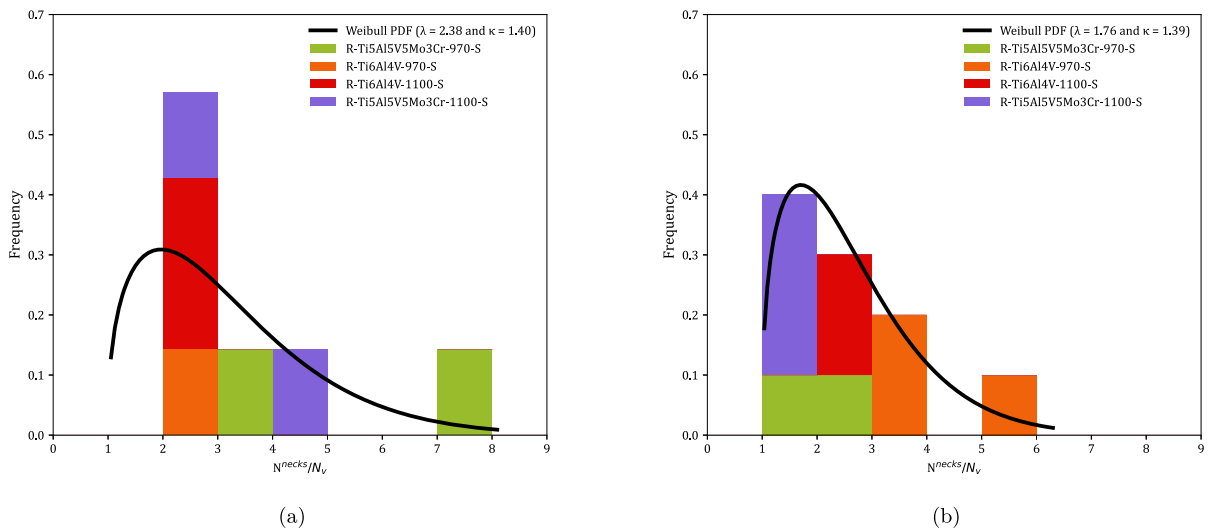 0.7
0.6
0.5
0.4
0.3
0.2
0.1
0.0
Frequency
Weibull PDF (λ = 2.38 and κ = 1.40)
R-Ti5Al5V5Mo3Cr-970-S
R-Ti6Al4V-970-S
R-Ti6Al4V-1100-S
R-Ti5Al5V5Mo3Cr-1100-S
0 1 2 3 4 5 6 7 8 9
N^necks/N_v
(a)
0.7
0.6
0.5
0.4
0.3
0.2
0.1
0.0
Frequency
Weibull PDF (λ = 1.76 and κ = 1.39)
R-Ti5Al5V5Mo3Cr-970-S
R-Ti6Al4V-970-S
R-Ti6Al4V-1100-S
R-Ti5Al5V5Mo3Cr-1100-S
0 1 2 3 4 5 6 7 8 9
N^necks/N_v
(b)